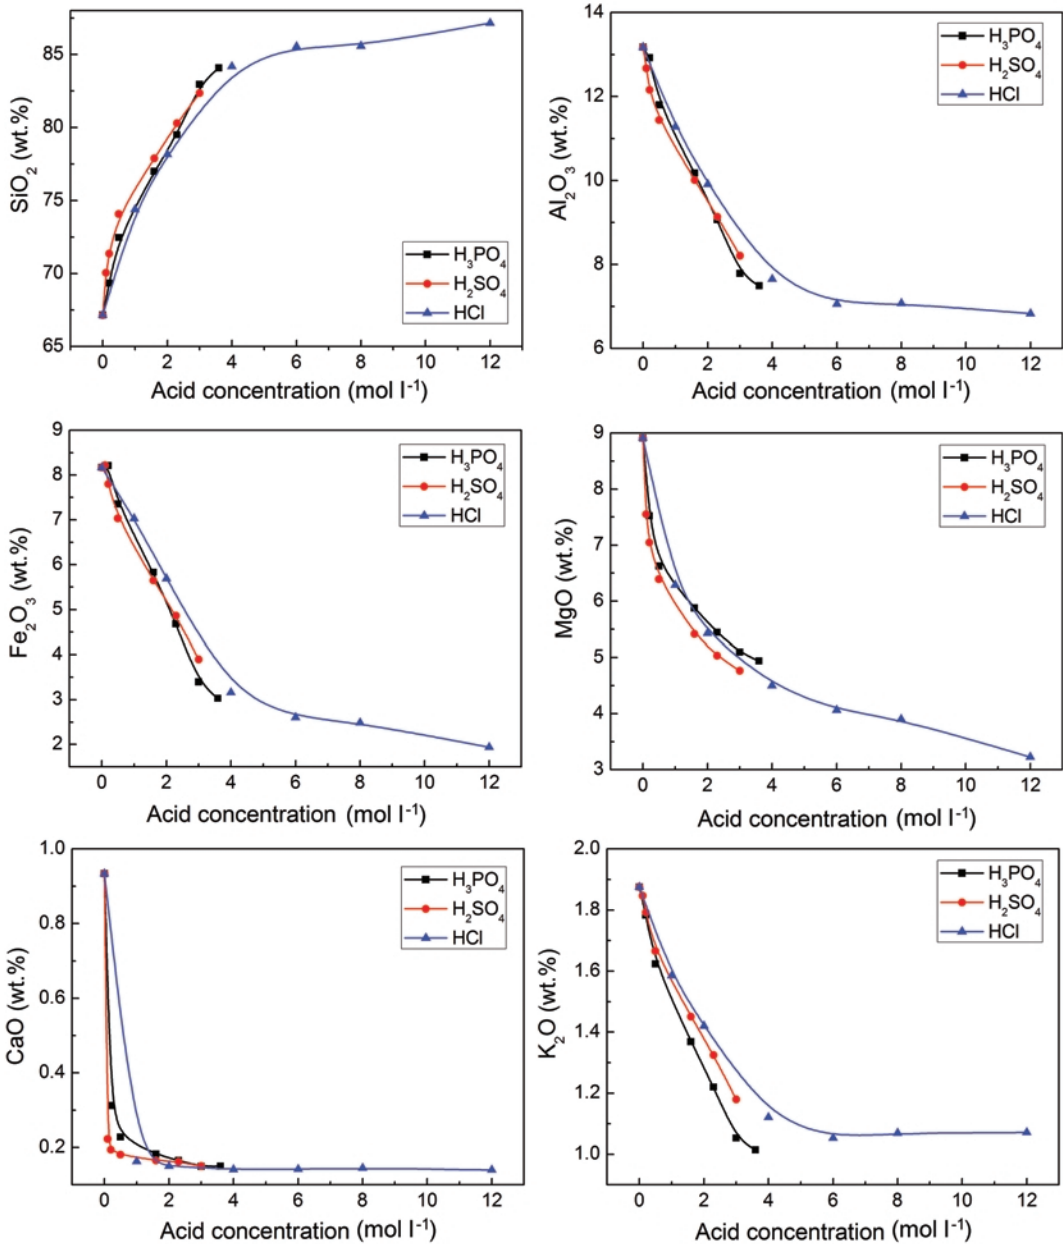 SiO₂ (wt.%)
85
80
75
70
65
H₃PO₄
H₂SO₄
HCl
0 2 4 6 8 10 12
Acid concentration (mol l⁻¹)
Al₂O₃ (wt.%)
14
12
10
8
6
H₃PO₄
H₂SO₄
HCl
0 2 4 6 8 10 12
Acid concentration (mol l⁻¹)
Fe₂O₃ (wt.%)
9
8
7
6
5
4
3
2
H₃PO₄
H₂SO₄
HCl
0 2 4 6 8 10 12
Acid concentration (mol l⁻¹)
MgO (wt.%)
9
8
7
6
5
4
3
H₃PO₄
H₂SO₄
HCl
0 2 4 6 8 10 12
Acid concentration (mol l⁻¹)
CaO (wt.%)
1.0
0.8
0.6
0.4
0.2
H₃PO₄
H₂SO₄
HCl
0 2 4 6 8 10 12
Acid concentration (mol l⁻¹)
K₂O (wt.%)
2.0
1.8
1.6
1.4
1.2
1.0
H₃PO₄
H₂SO₄
HCl
0 2 4 6 8 10 12
Acid concentration (mol l⁻¹)